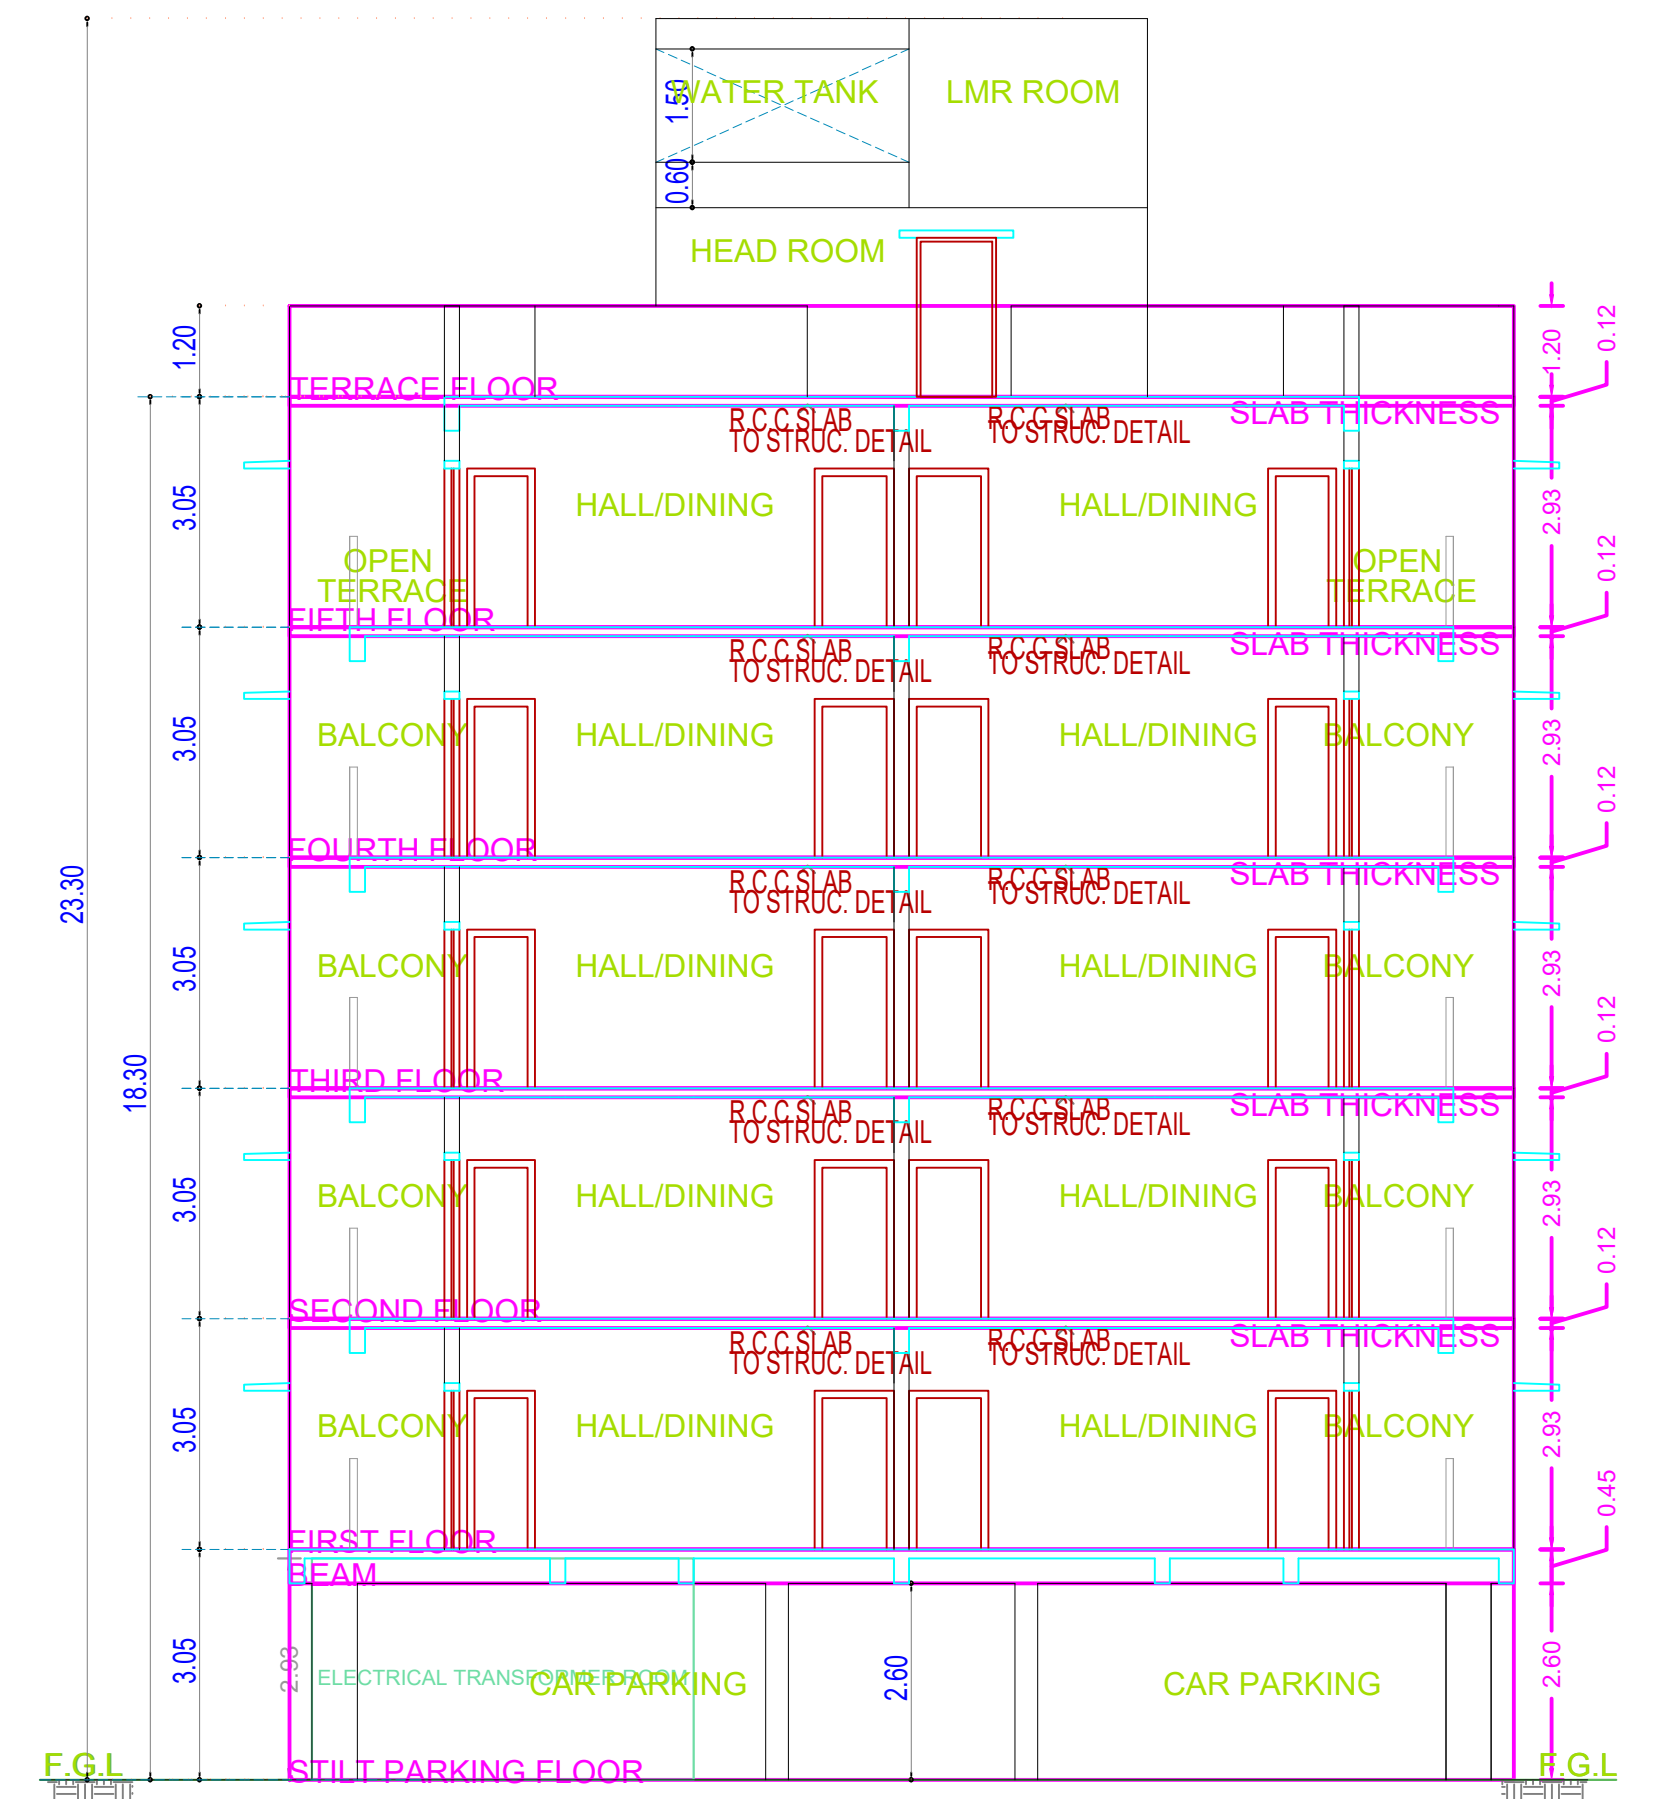 WATER TANK
LMR ROOM
1.50
0.60
HEAD ROOM
1.20
1.20
0.12
TERRACE FLOOR
SLAB THICKNESS
R.C.C SLAB
TO STRUC. DETAIL
R.C.C SLAB
TO STRUC. DETAIL
3.05
HALL/DINING
HALL/DINING
2.93
0.12
OPEN
TERRACE
OPEN
TERRACE
FIFTH FLOOR
SLAB THICKNESS
R.C.C SLAB
TO STRUC. DETAIL
R.C.C SLAB
TO STRUC. DETAIL
3.05
BALCONY
HALL/DINING
HALL/DINING
BALCONY
2.93
0.12
FOURTH FLOOR
SLAB THICKNESS
R.C.C SLAB
TO STRUC. DETAIL
R.C.C SLAB
TO STRUC. DETAIL
23.30
3.05
BALCONY
HALL/DINING
HALL/DINING
BALCONY
2.93
0.12
18.30
THIRD FLOOR
SLAB THICKNESS
R.C.C SLAB
TO STRUC. DETAIL
R.C.C SLAB
TO STRUC. DETAIL
3.05
BALCONY
HALL/DINING
HALL/DINING
BALCONY
2.93
0.12
SECOND FLOOR
SLAB THICKNESS
R.C.C SLAB
TO STRUC. DETAIL
R.C.C SLAB
TO STRUC. DETAIL
3.05
BALCONY
HALL/DINING
HALL/DINING
BALCONY
2.93
0.45
FIRST FLOOR
BEAM
3.05
2.93
ELECTRICAL TRANSFORMER ROOM
CAR PARKING
2.60
CAR PARKING
2.60
F.G.L
STILT PARKING FLOOR
F.G.L